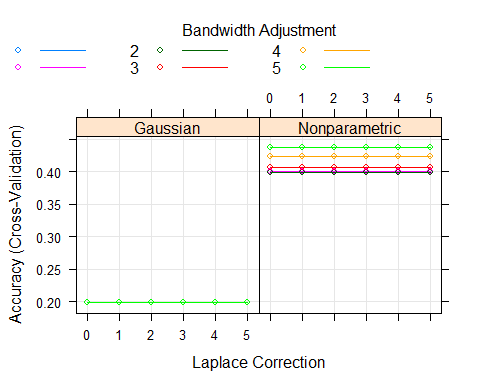 Bandwidth Adjustment
2 4
3 5
0 1 2 3 4 5
Gaussian Nonparametric
Accuracy (Cross-Validation)
0.40
0.35
0.30
0.25
0.20
0 1 2 3 4 5
Laplace Correction